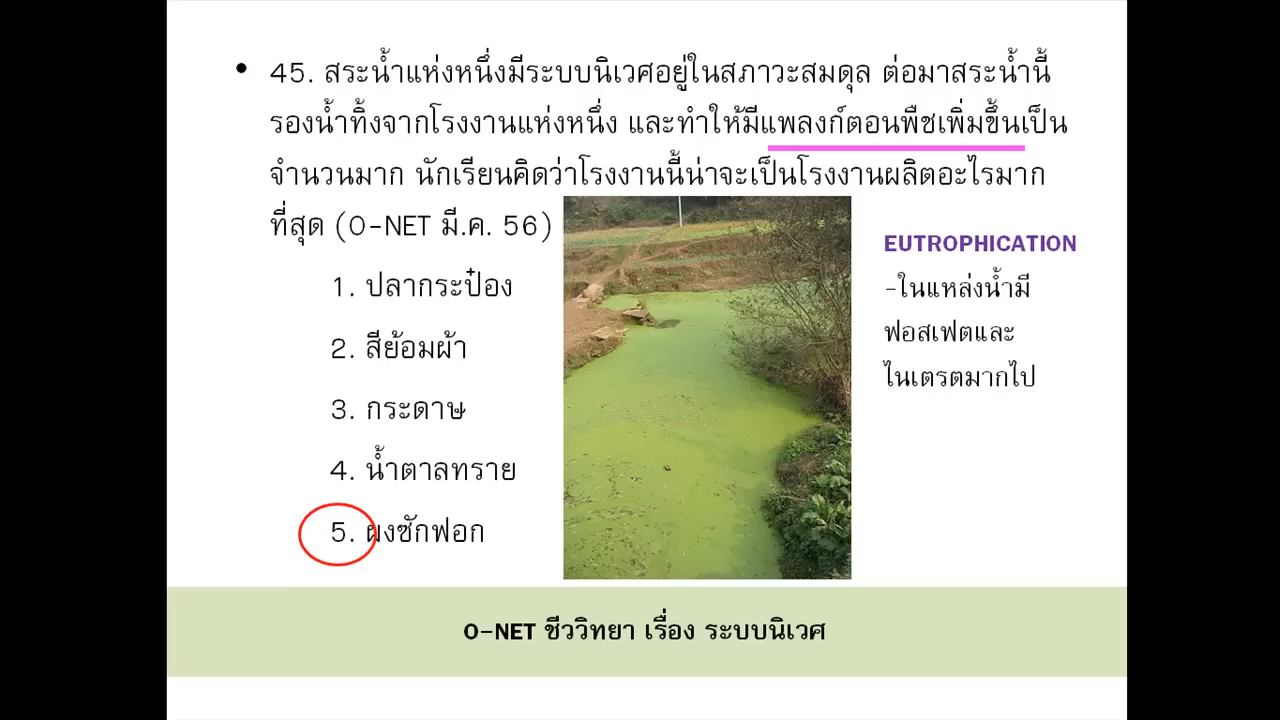 45. สระน้ำแห่งหนึ่งมีระบบนิเวศอยู่ในสภาวะสมดุล ต่อมาสระน้ำนี้
รองน้ำทิ้งจากโรงงานแห่งหนึ่ง และทำให้มีแพลงก์ตอนพืชเพิ่มขึ้นเป็น
จำนวนมาก นักเรียนคิดว่าโรงงานนี้น่าจะเป็นโรงงานผลิตอะไรมาก
ที่สุด (O-NET มี.ค. 56)
1. ปลากระป๋อง
2. สีย้อมผ้า
3. กระดาษ
4. น้ำตาลทราย
5. ผงซักฟอก
EUTROPHICATION
-ในแหล่งน้ำมี
ฟอสเฟตและ
ไนเตรตมากไป
O-NET ชีววิทยา เรื่อง ระบบนิเวศ